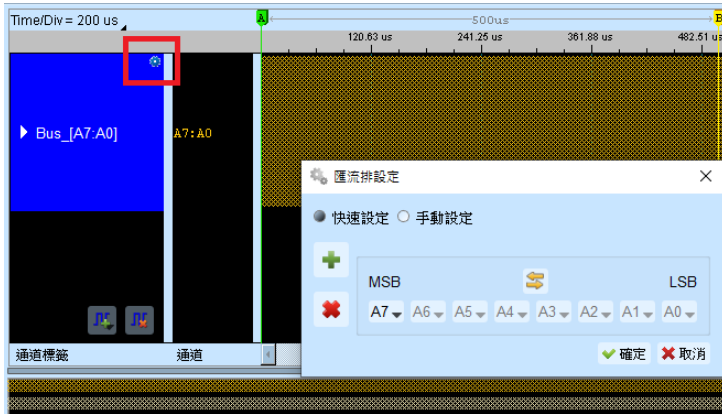 Time/Div = 200 us
A
500us
B
120.63 us 241.25 us 361.88 us 482.51 us
Bus_[A7:A0]
A7:A0
匯流排設定
快速設定 手動設定
MSB LSB
A7 A6 A5 A4 A3 A2 A1 A0
確定 取消
通道標籤 通道